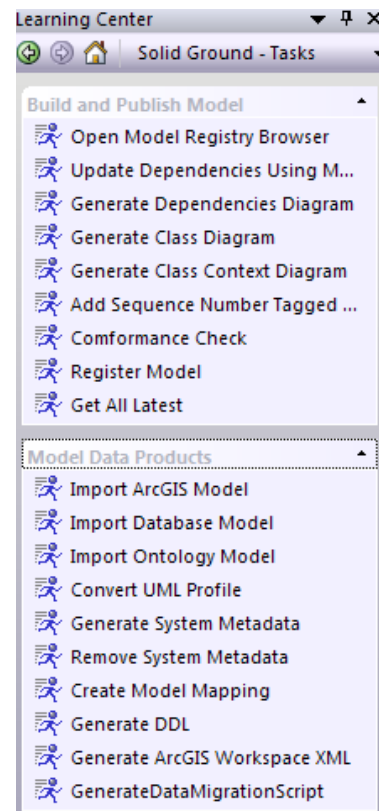 Learning Center
Solid Ground - Tasks
Build and Publish Model
Open Model Registry Browser
Update Dependencies Using M...
Generate Dependencies Diagram
Generate Class Diagram
Generate Class Context Diagram
Add Sequence Number Tagged ...
Comformance Check
Register Model
Get All Latest
Model Data Products
Import ArcGIS Model
Import Database Model
Import Ontology Model
Convert UML Profile
Generate System Metadata
Remove System Metadata
Create Model Mapping
Generate DDL
Generate ArcGIS Workspace XML
GenerateDataMigrationScript